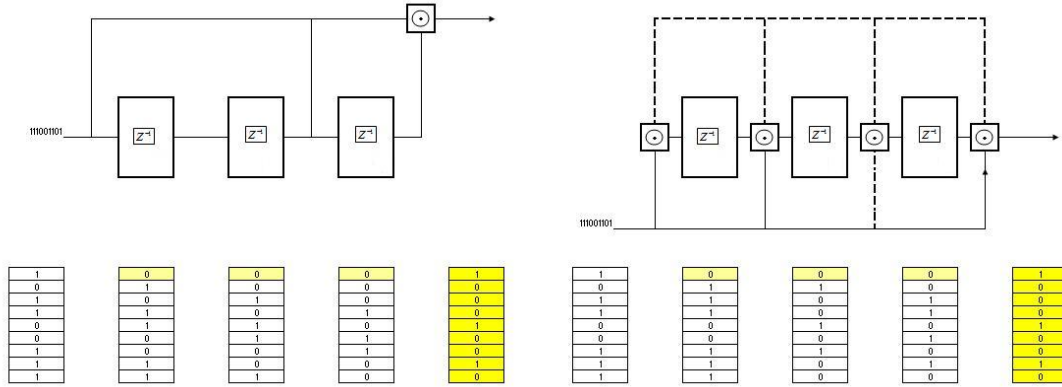 111001101
Z⁻¹ Z⁻¹ Z⁻¹
Z⁻¹ Z⁻¹ Z⁻¹
111001101
1 0 0 0 1 1 0 0 0 1
0 1 0 0 0 0 1 1 0 0
1 0 1 0 0 1 1 0 1 0
1 1 0 1 0 1 1 0 0 0
0 1 1 0 1 0 0 1 0 1
0 0 1 1 0 0 0 0 1 0
1 0 0 1 0 1 1 1 0 0
1 1 0 0 1 1 1 0 1 1
1 1 1 0 0 1 1 0 0 0